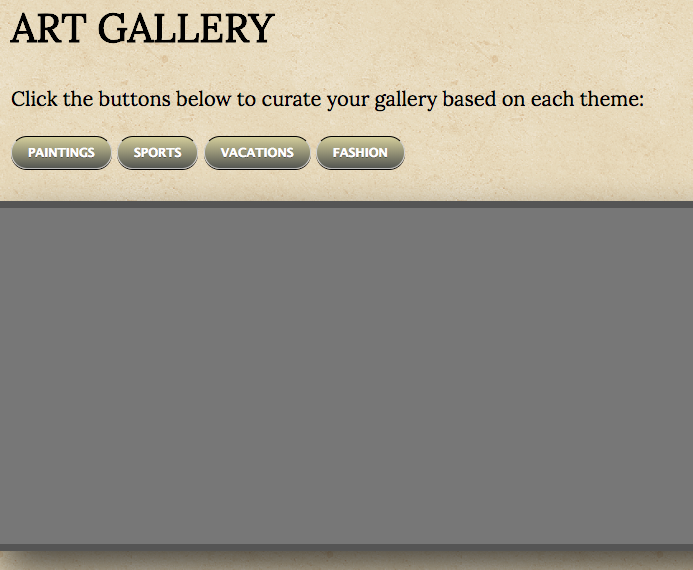 ART GALLERY
Click the buttons below to curate your gallery based on each theme:
PAINTINGS SPORTS VACATIONS FASHION